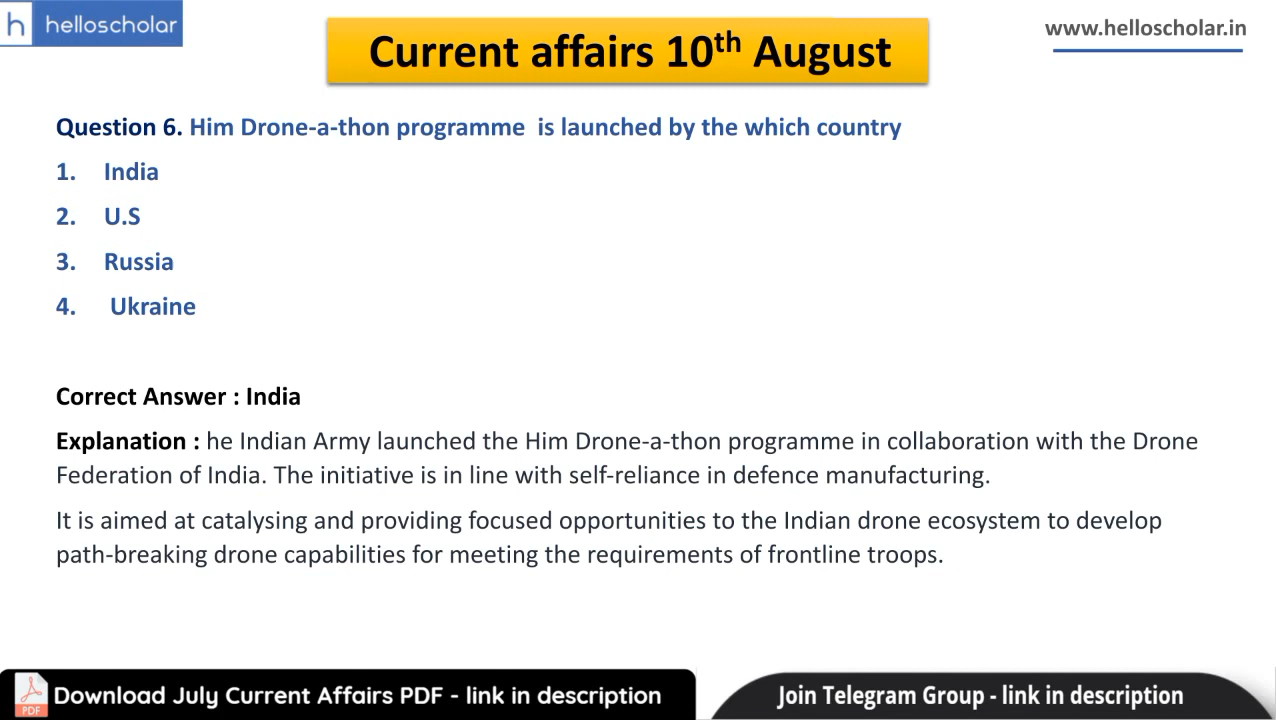 h helloscholar
www.helloscholar.in
Current affairs 10th August
Question 6. Him Drone-a-thon programme  is launched by the which country
1. India
2. U.S
3. Russia
4. Ukraine
Correct Answer : India
Explanation : he Indian Army launched the Him Drone-a-thon programme in collaboration with the Drone
Federation of India. The initiative is in line with self-reliance in defence manufacturing.
It is aimed at catalysing and providing focused opportunities to the Indian drone ecosystem to develop
path-breaking drone capabilities for meeting the requirements of frontline troops.
PDF Download July Current Affairs PDF - link in description
Join Telegram Group - link in description